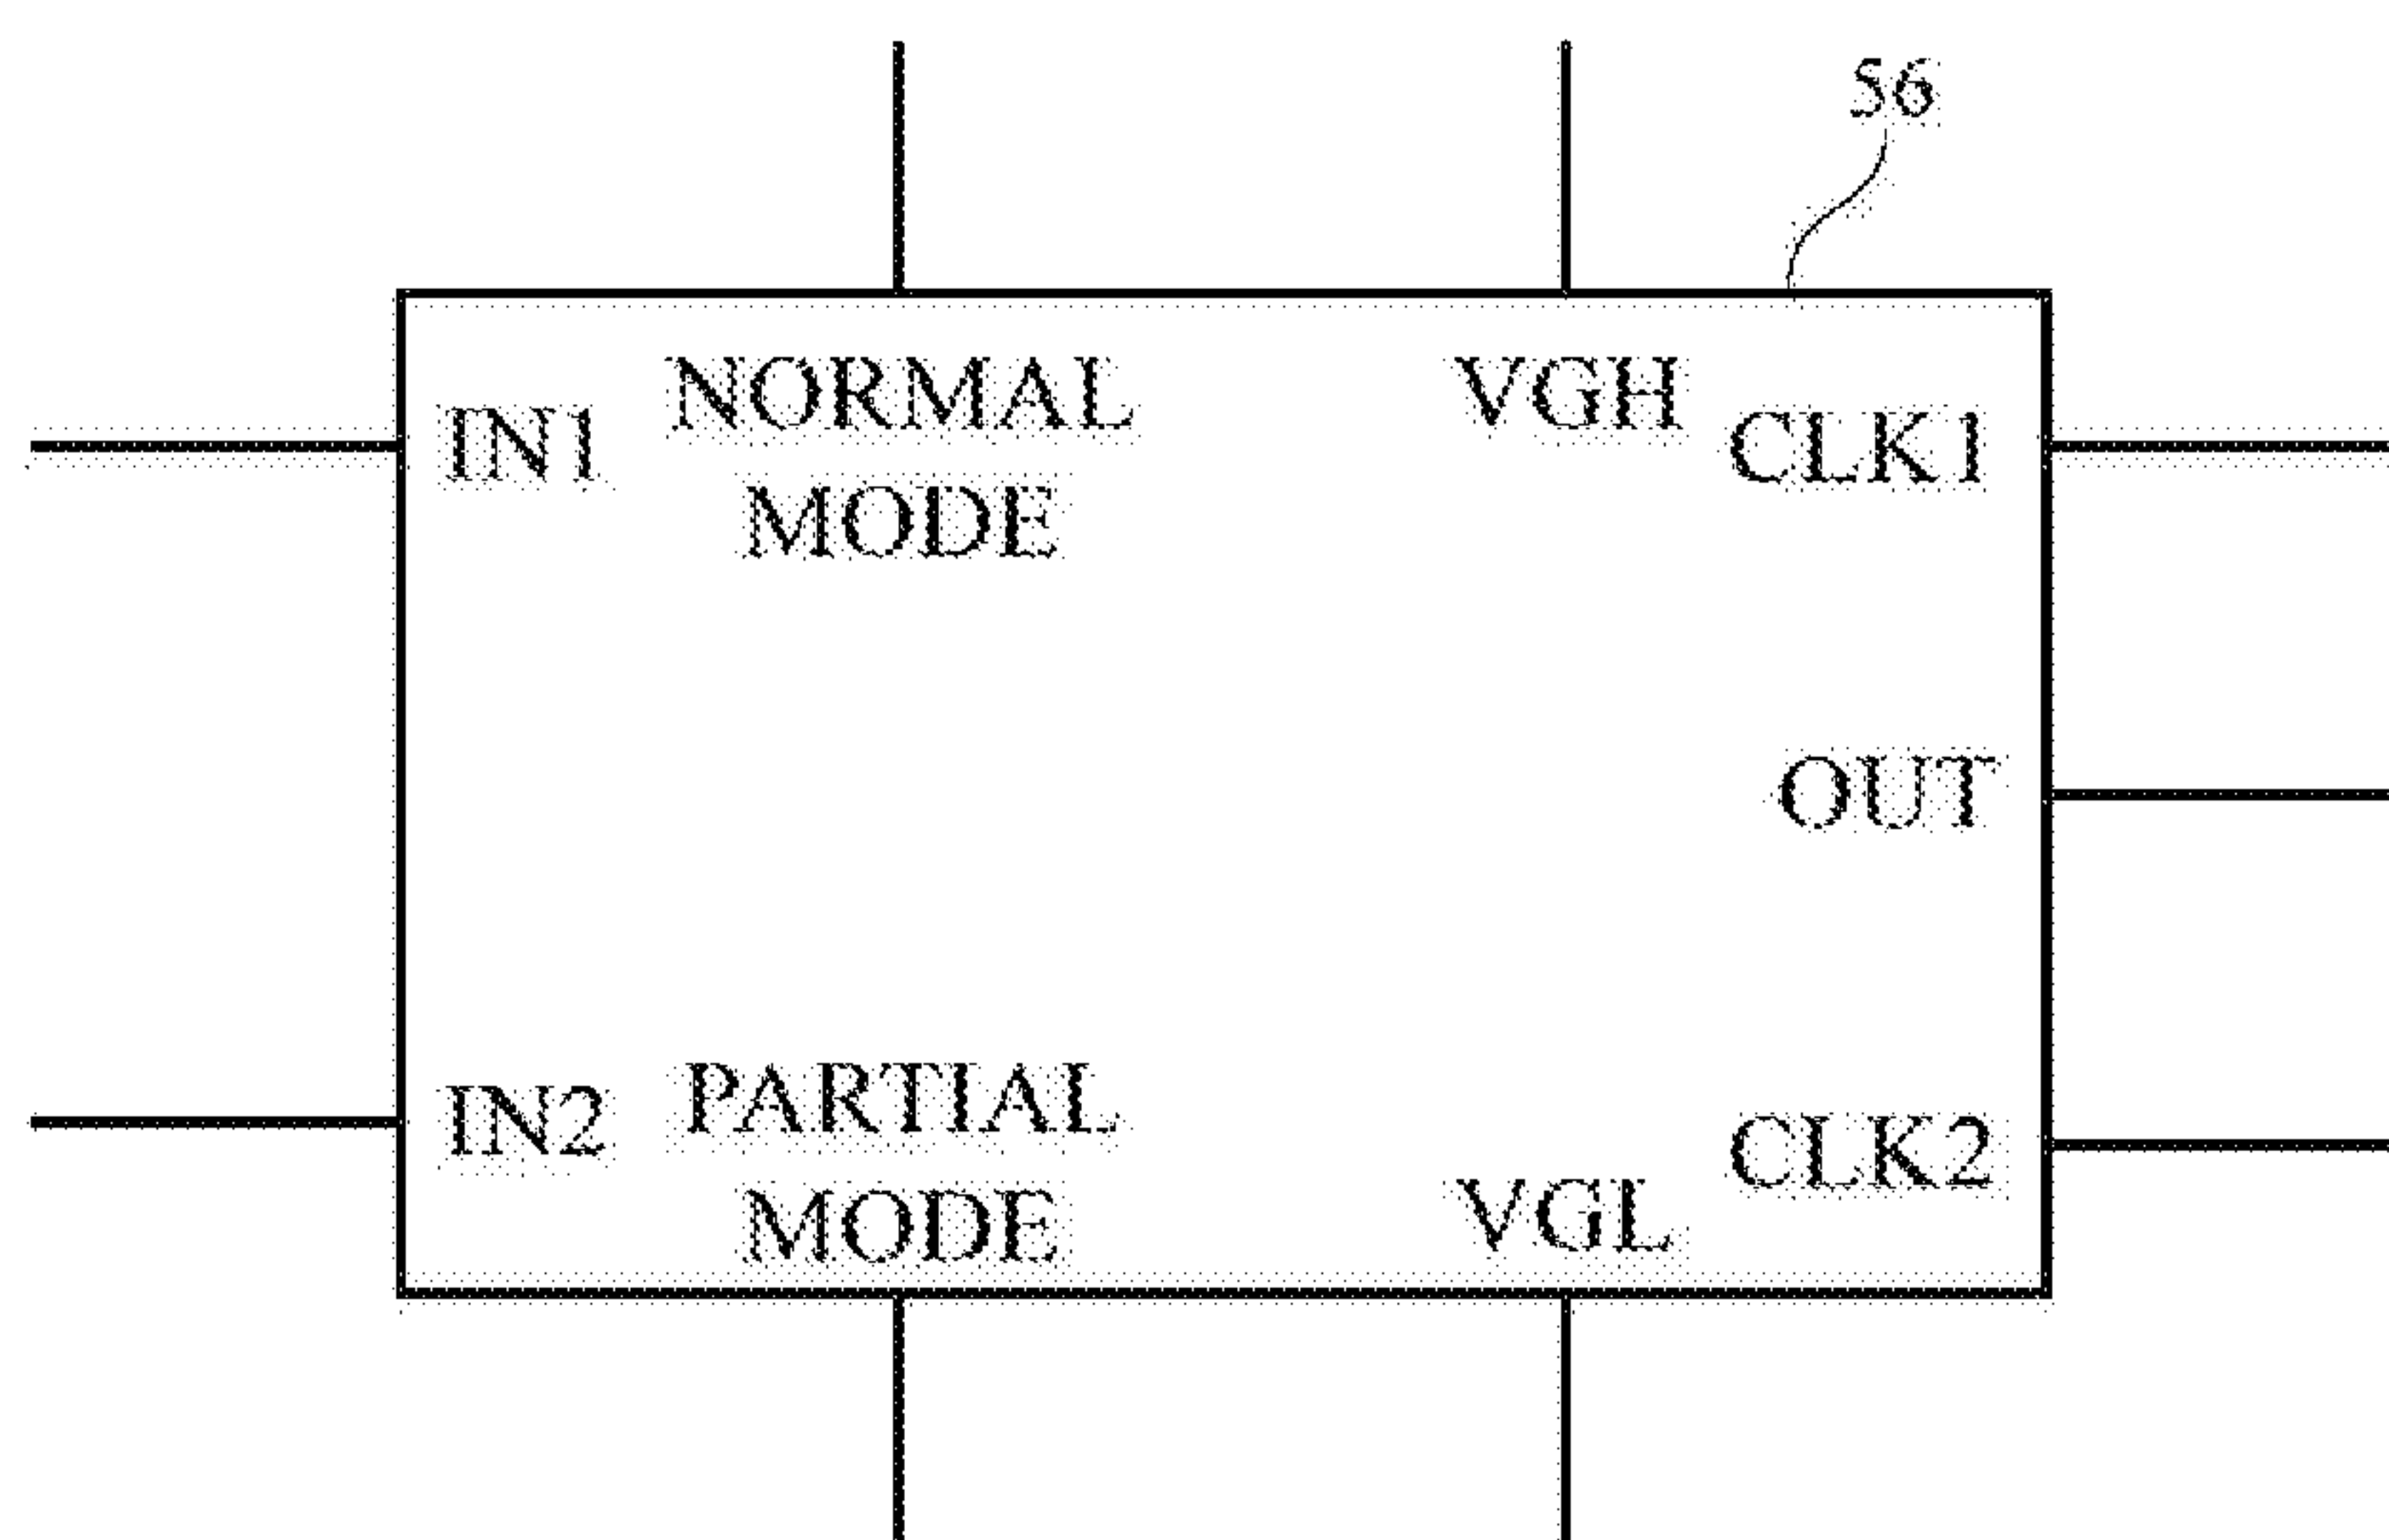 56
NORMAL
MODE
VGH
IN1
CLK1
OUT
IN2
PARTIAL
MODE
VGL
CLK2